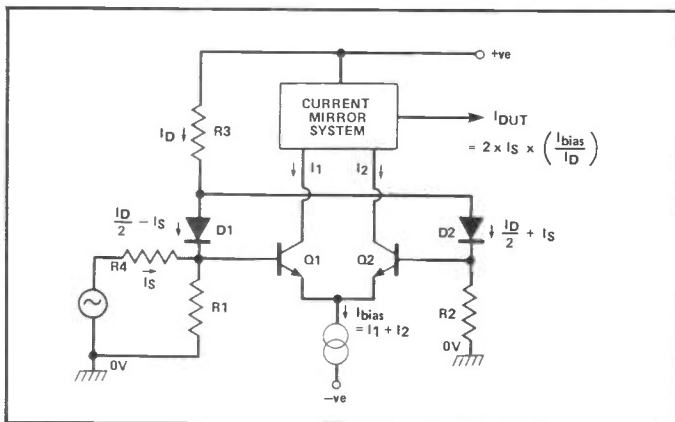 +ve
CURRENT
MIRROR
SYSTEM
IDUT
= 2 x IS x (Ibias/ID)
ID ↓ R3
↓ I1 I2 ↓
ID/2 – IS ↓ D1
D2 ↓ ID/2 + IS
R4
→
IS
Q1 Q2
R1
R2
↓ Ibias
= I1 + I2
0V
0V
–ve